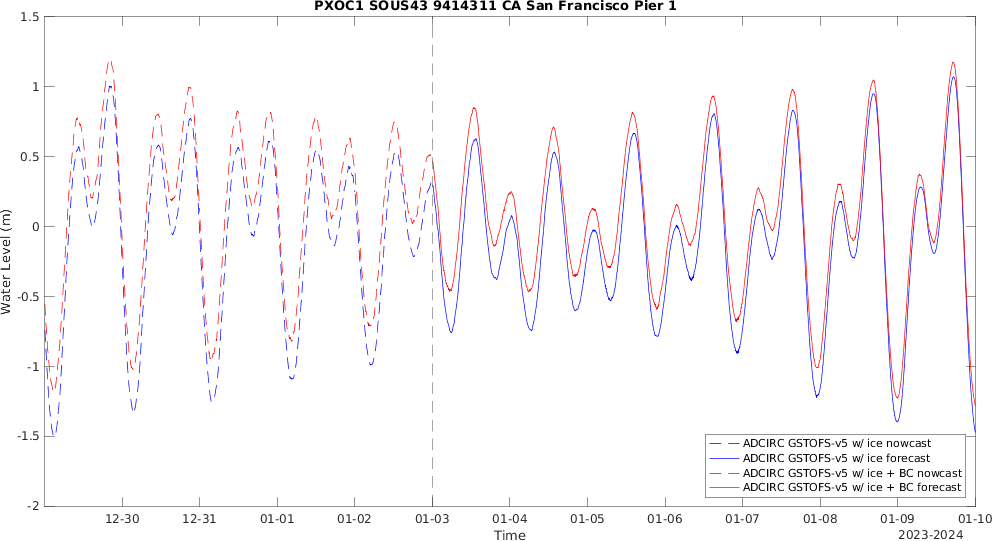 PXOC1 SOUS43 9414311 CA San Francisco Pier 1
1.5
1
0.5
0
-0.5
-1
-1.5
-2
Water Level (m)
ADCIRC GSTOFS-v5 w/ ice nowcast
ADCIRC GSTOFS-v5 w/ ice forecast
ADCIRC GSTOFS-v5 w/ ice + BC nowcast
ADCIRC GSTOFS-v5 w/ ice + BC forecast
12-30 12-31 01-01 01-02 01-03 01-04 01-05 01-06 01-07 01-08 01-09 01-10
Time
2023-2024